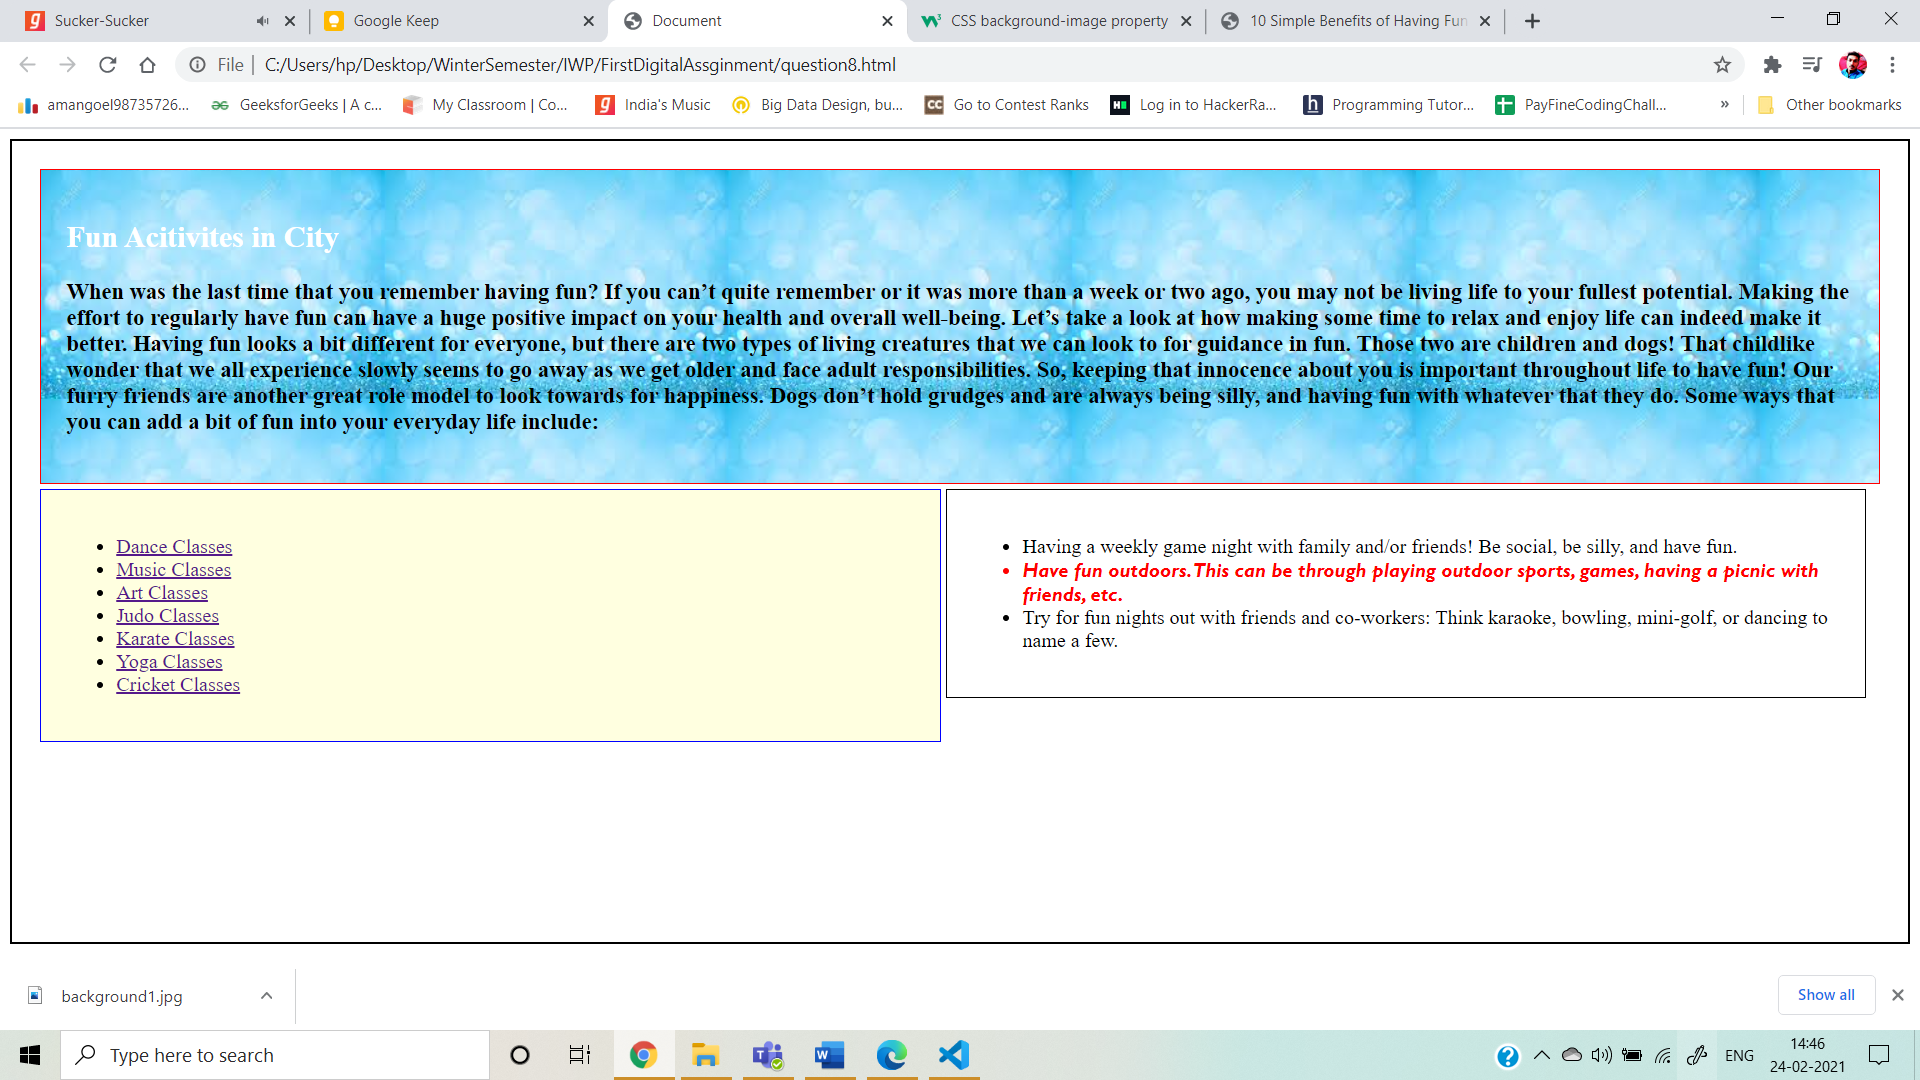 Sucker-Sucker
Google Keep
Document
CSS background-image property
10 Simple Benefits of Having Fun
File | C:/Users/hp/Desktop/WinterSemester/IWP/FirstDigitalAssginment/question8.html
amangoel98735726...
GeeksforGeeks | A c...
My Classroom | Co...
India's Music
Big Data Design, bu...
Go to Contest Ranks
Log in to HackerRa...
Programming Tutor...
PayFineCodingChall...
»
Other bookmarks
Fun Acitivites in City
When was the last time that you remember having fun? If you can’t quite remember or it was more than a week or two ago, you may not be living life to your fullest potential. Making the
effort to regularly have fun can have a huge positive impact on your health and overall well-being. Let’s take a look at how making some time to relax and enjoy life can indeed make it
better. Having fun looks a bit different for everyone, but there are two types of living creatures that we can look to for guidance in fun. Those two are children and dogs! That childlike
wonder that we all experience slowly seems to go away as we get older and face adult responsibilities. So, keeping that innocence about you is important throughout life to have fun! Our
furry friends are another great role model to look towards for happiness. Dogs don’t hold grudges and are always being silly, and having fun with whatever that they do. Some ways that
you can add a bit of fun into your everyday life include:
Dance Classes
Music Classes
Art Classes
Judo Classes
Karate Classes
Yoga Classes
Cricket Classes
Having a weekly game night with family and/or friends! Be social, be silly, and have fun.
Have fun outdoors. This can be through playing outdoor sports, games, having a picnic with
friends, etc.
Try for fun nights out with friends and co-workers: Think karaoke, bowling, mini-golf, or dancing to
name a few.
background1.jpg
Show all
Type here to search
ENG
14:46
24-02-2021